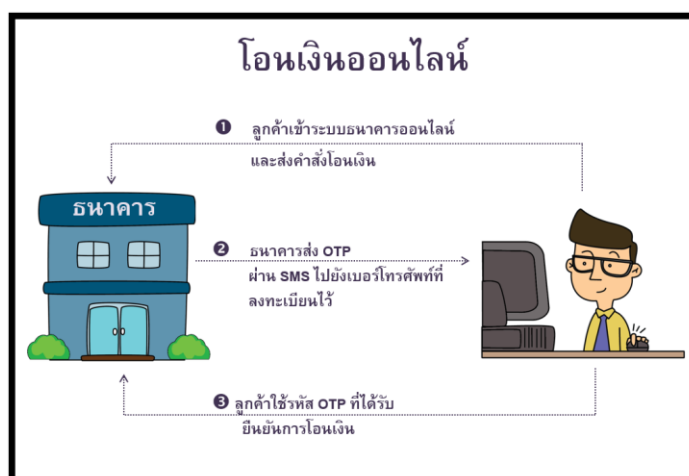 โอนเงินออนไลน์
❶ ลูกค้าเข้าระบบธนาคารออนไลน์
และส่งคำสั่งโอนเงิน
ธนาคาร
❷ ธนาคารส่ง OTP
ผ่าน SMS ไปยังเบอร์โทรศัพท์ที่
ลงทะเบียนไว้
❸ ลูกค้าใช้รหัส OTP ที่ได้รับ
ยืนยันการโอนเงิน